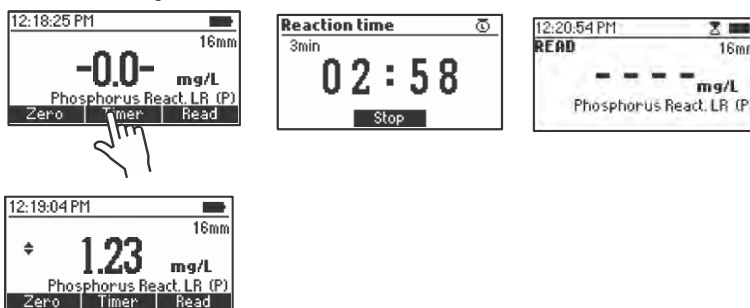 12:18:25 PM
16mm
-0.0- mg/L
Phosphorus React. LR (P)
Zero Timer Read
Reaction time
3min
02:58
Stop
12:20:54 PM
READ 16mm
- - - - mg/L
Phosphorus React. LR (P
12:19:04 PM
16mm
1.23 mg/L
Phosphorus React. LR (P)
Zero Timer Read